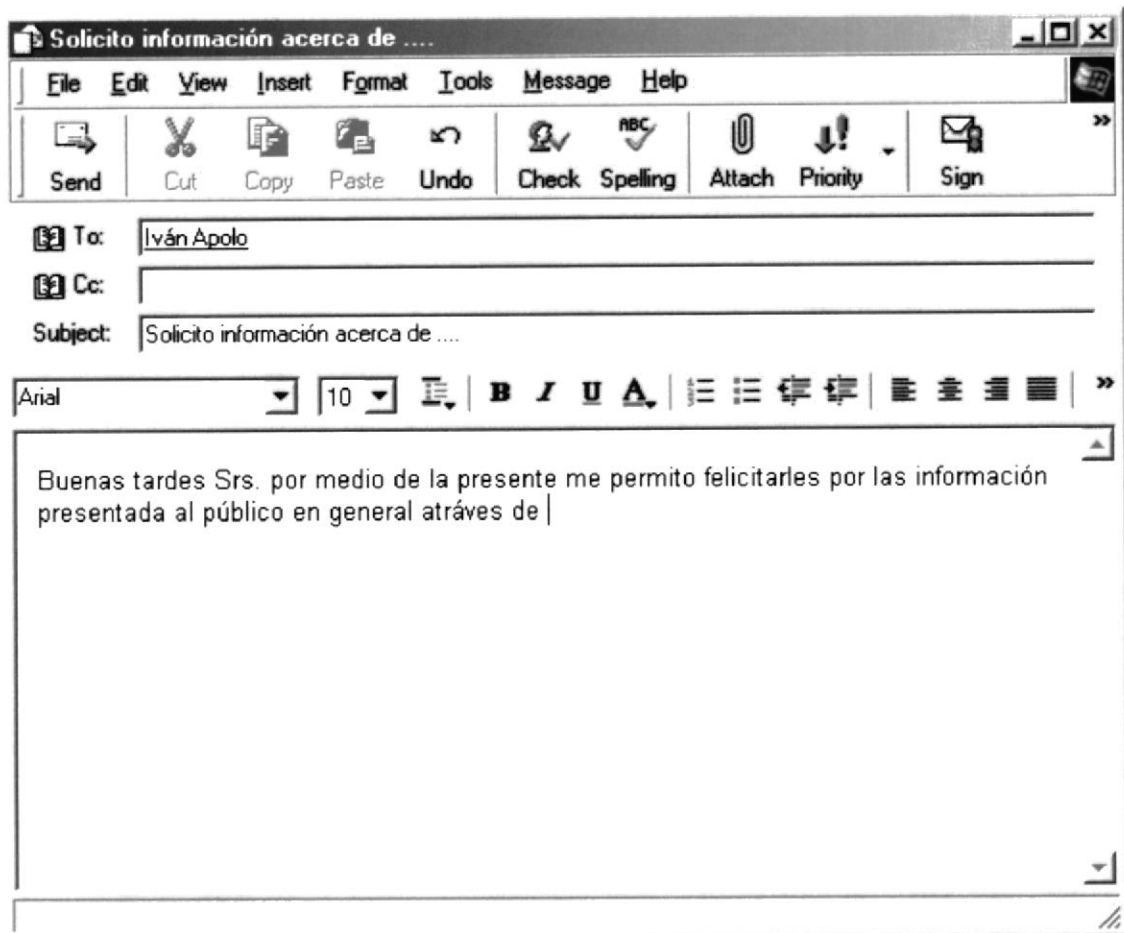 Solicito información acerca de ....
File Edit View Insert Format Tools Message Help
Send Cut Copy Paste Undo Check ABC Spelling Attach Priority Sign »
To: Iván Apolo
Cc:
Subject: Solicito información acerca de ....
Arial 10 B I U A »
Buenas tardes Srs. por medio de la presente me permito felicitarles por las información
presentada al público en general atráves de